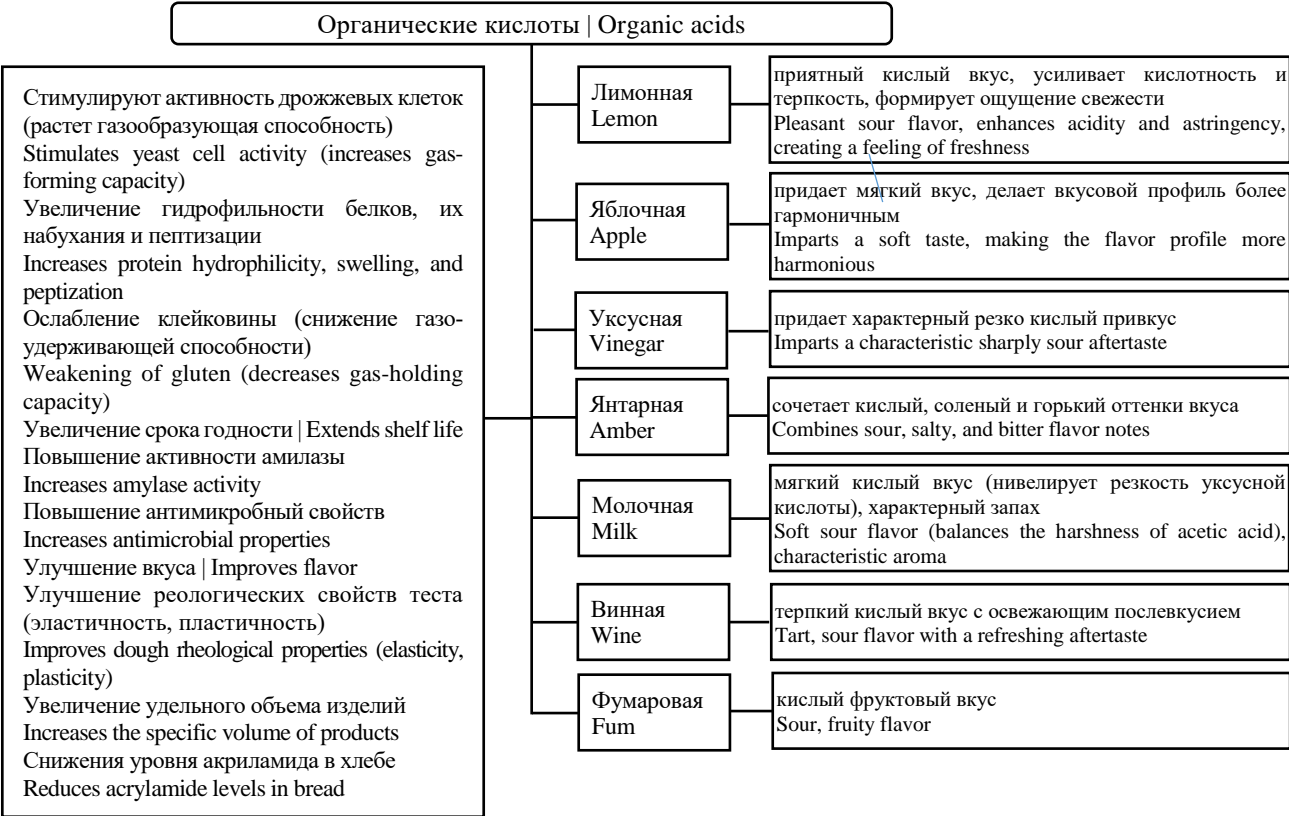 Органические кислоты | Organic acids
Стимулируют активность дрожжевых клеток
(растет газообразующая способность)
Stimulates yeast cell activity (increases gas-
forming capacity)
Увеличение гидрофильности белков, их
набухания и пептизации
Increases protein hydrophilicity, swelling, and
peptization
Ослабление клейковины (снижение газо-
удерживающей способности)
Weakening of gluten (decreases gas-holding
capacity)
Увеличение срока годности | Extends shelf life
Повышение активности амилазы
Increases amylase activity
Повышение антимикробный свойств
Increases antimicrobial properties
Улучшение вкуса | Improves flavor
Улучшение реологических свойств теста
(эластичность, пластичность)
Improves dough rheological properties (elasticity,
plasticity)
Увеличение удельного объема изделий
Increases the specific volume of products
Снижения уровня акриламида в хлебе
Reduces acrylamide levels in bread
Лимонная
Lemon
приятный кислый вкус, усиливает кислотность и
терпкость, формирует ощущение свежести
Pleasant sour flavor, enhances acidity and astringency,
creating a feeling of freshness
Яблочная
Apple
придает мягкий вкус, делает вкусовой профиль более
гармоничным
Imparts a soft taste, making the flavor profile more
harmonious
Уксусная
Vinegar
придает характерный резко кислый привкус
Imparts a characteristic sharply sour aftertaste
Янтарная
Amber
сочетает кислый, соленый и горький оттенки вкуса
Combines sour, salty, and bitter flavor notes
Молочная
Milk
мягкий кислый вкус (нивелирует резкость уксусной
кислоты), характерный запах
Soft sour flavor (balances the harshness of acetic acid),
characteristic aroma
Винная
Wine
терпкий кислый вкус с освежающим послевкусием
Tart, sour flavor with a refreshing aftertaste
Фумаровая
Fum
кислый фруктовый вкус
Sour, fruity flavor